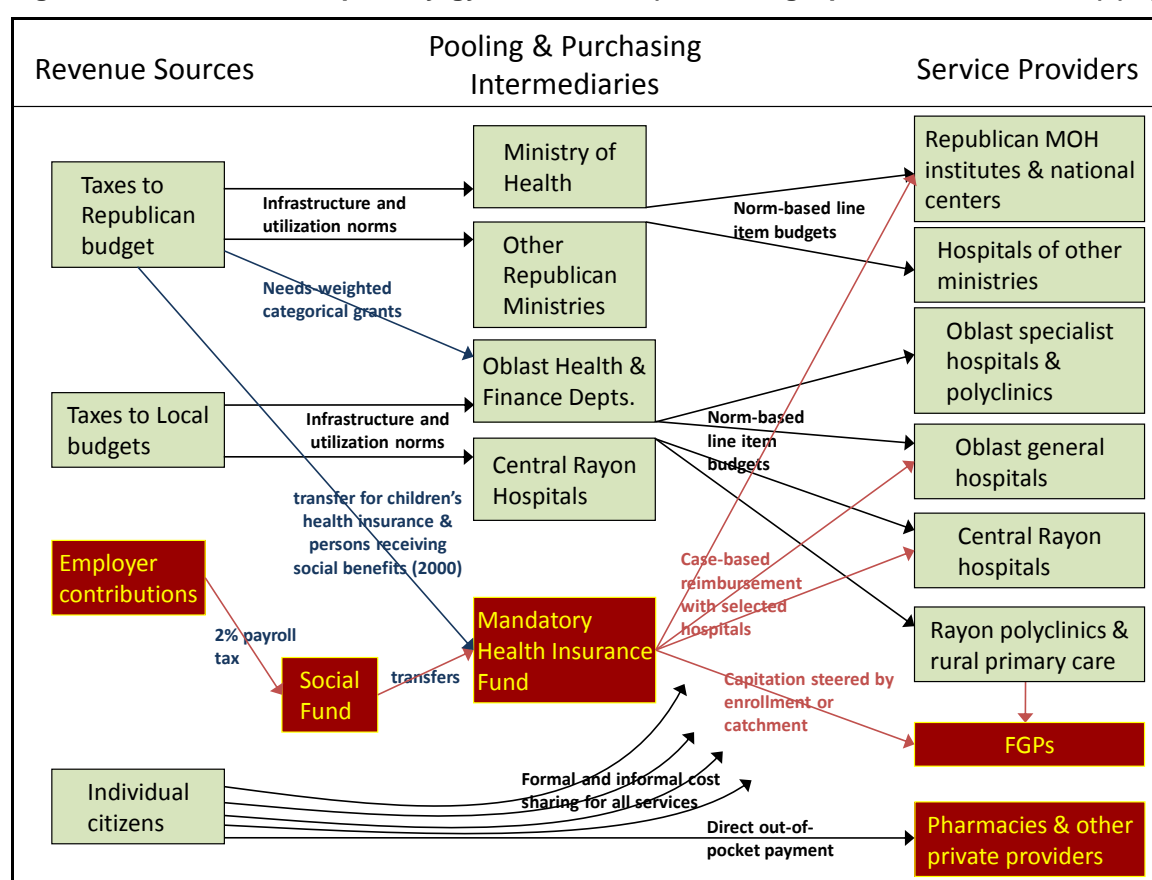 Revenue Sources
Pooling & Purchasing
Intermediaries
Service Providers
Taxes to
Republican
budget
Infrastructure and
utilization norms
Needs-weighted
categorical grants
Ministry of
Health
Other
Republican
Ministries
Norm-based line
item budgets
Republican MOH
institutes & national
centers
Hospitals of other
ministries
Oblast specialist
hospitals &
polyclinics
Taxes to Local
budgets
Infrastructure and
utilization norms
Oblast Health &
Finance Depts.
Central Rayon
Hospitals
Norm-based
line item
budgets
Oblast general
hospitals
Central Rayon
hospitals
Rayon polyclinics &
rural primary care
transfer for children's
health insurance &
persons receiving
social benefits (2000)
Employer
contributions
2% payroll
tax
Social
Fund
transfers
Mandatory
Health Insurance
Fund
Case-based
reimbursement
with selected
hospitals
Capitation steered by
enrollment or
catchment
FGPs
Individual
citizens
Formal and informal cost
sharing for all services
Direct out-of-
pocket payment
Pharmacies & other
private providers